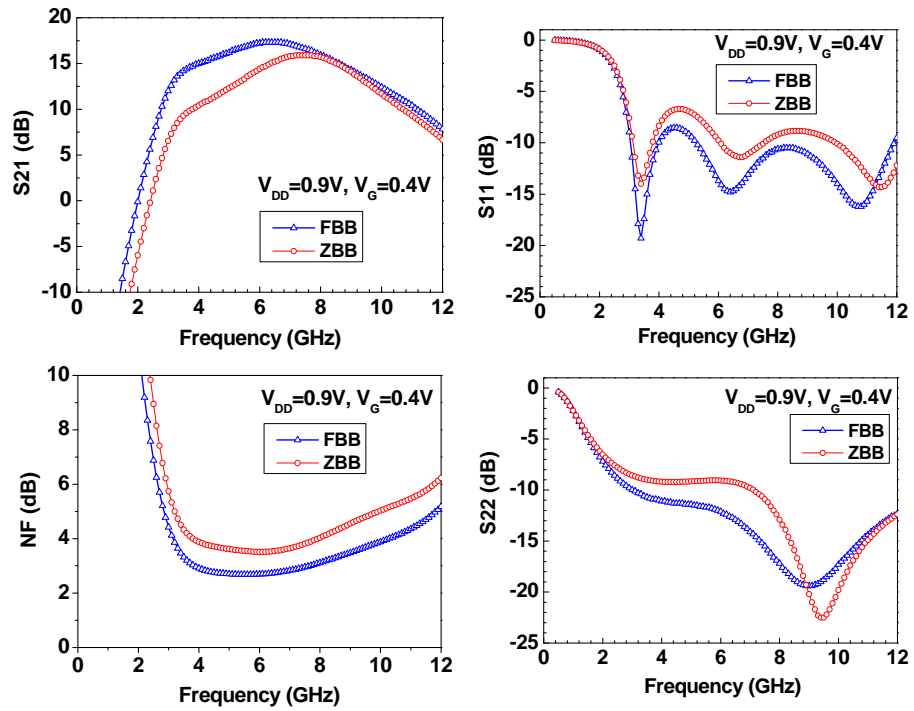 20
15
10
5
0
-5
-10
S21 (dB)
V_DD=0.9V, V_G=0.4V
FBB
ZBB
0 2 4 6 8 10 12
Frequency (GHz)
0
-5
-10
-15
-20
-25
S11 (dB)
V_DD=0.9V, V_G=0.4V
FBB
ZBB
0 2 4 6 8 10 12
Frequency (GHz)
10
8
6
4
2
0
NF (dB)
V_DD=0.9V, V_G=0.4V
FBB
ZBB
0 2 4 6 8 10 12
Frequency (GHz)
0
-5
-10
-15
-20
-25
S22 (dB)
V_DD=0.9V, V_G=0.4V
FBB
ZBB
0 2 4 6 8 10 12
Frequency (GHz)